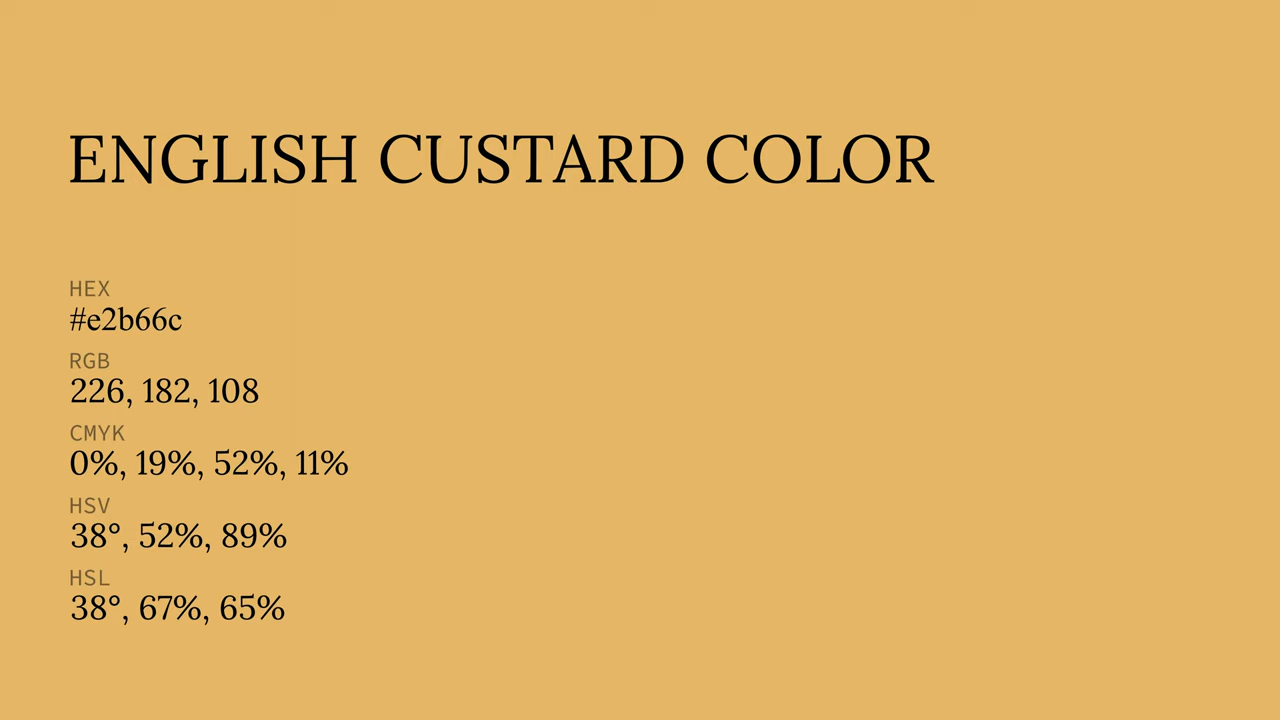 ENGLISH CUSTARD COLOR
HEX
#e2b66c
RGB
226, 182, 108
CMYK
0%, 19%, 52%, 11%
HSV
38°, 52%, 89%
HSL
38°, 67%, 65%